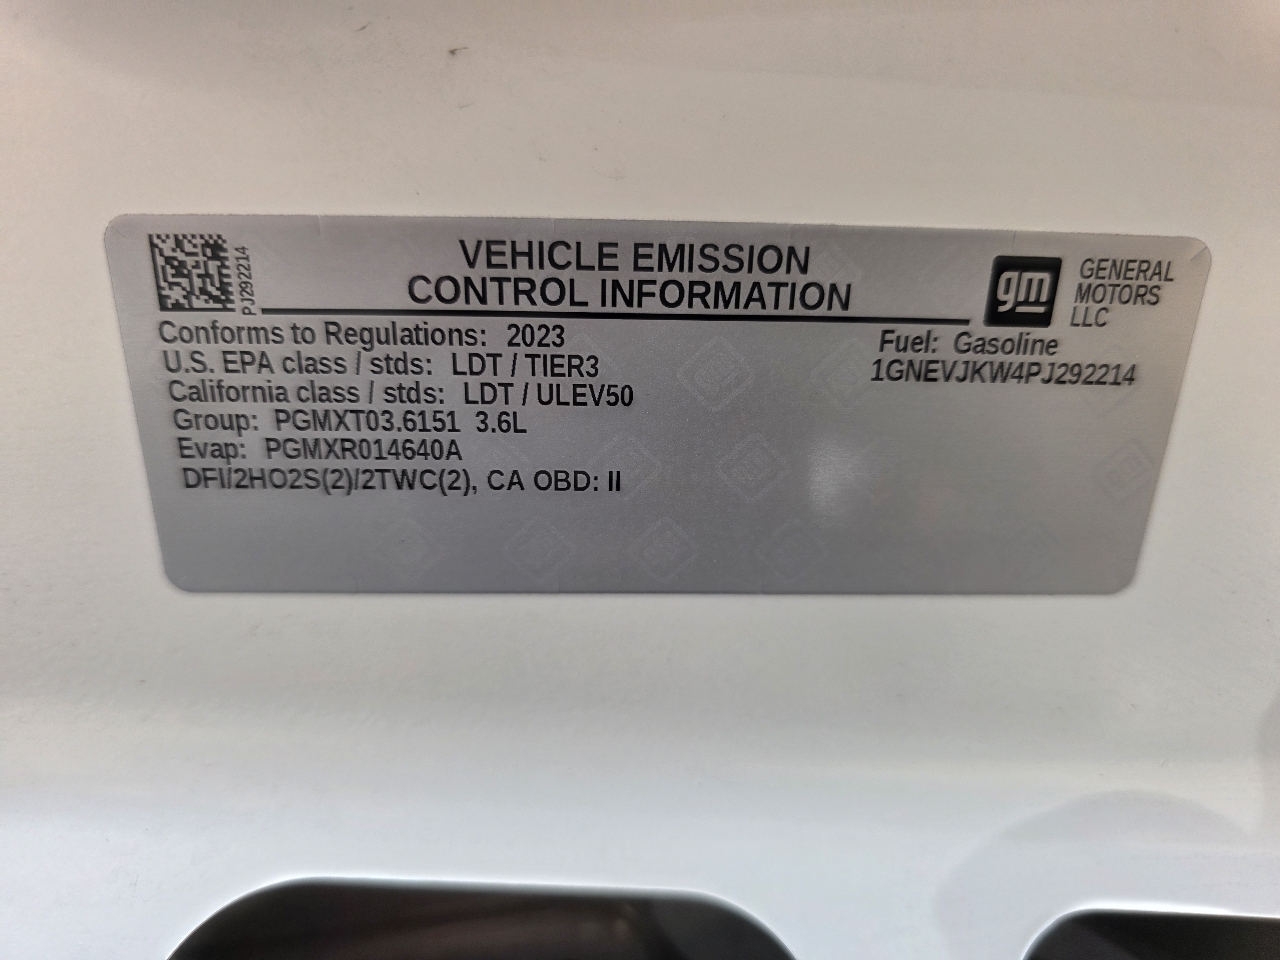 PJ292214
VEHICLE EMISSION
CONTROL INFORMATION
gm
GENERAL
MOTORS
LLC
Conforms to Regulations: 2023
U.S. EPA class / stds: LDT / TIER3
California class / stds: LDT / ULEV50
Group: PGMXT03.6151 3.6L
Evap: PGMXR014640A
DFI/2HO2S(2)/2TWC(2), CA OBD: II
Fuel: Gasoline
1GNEVJKW4PJ292214